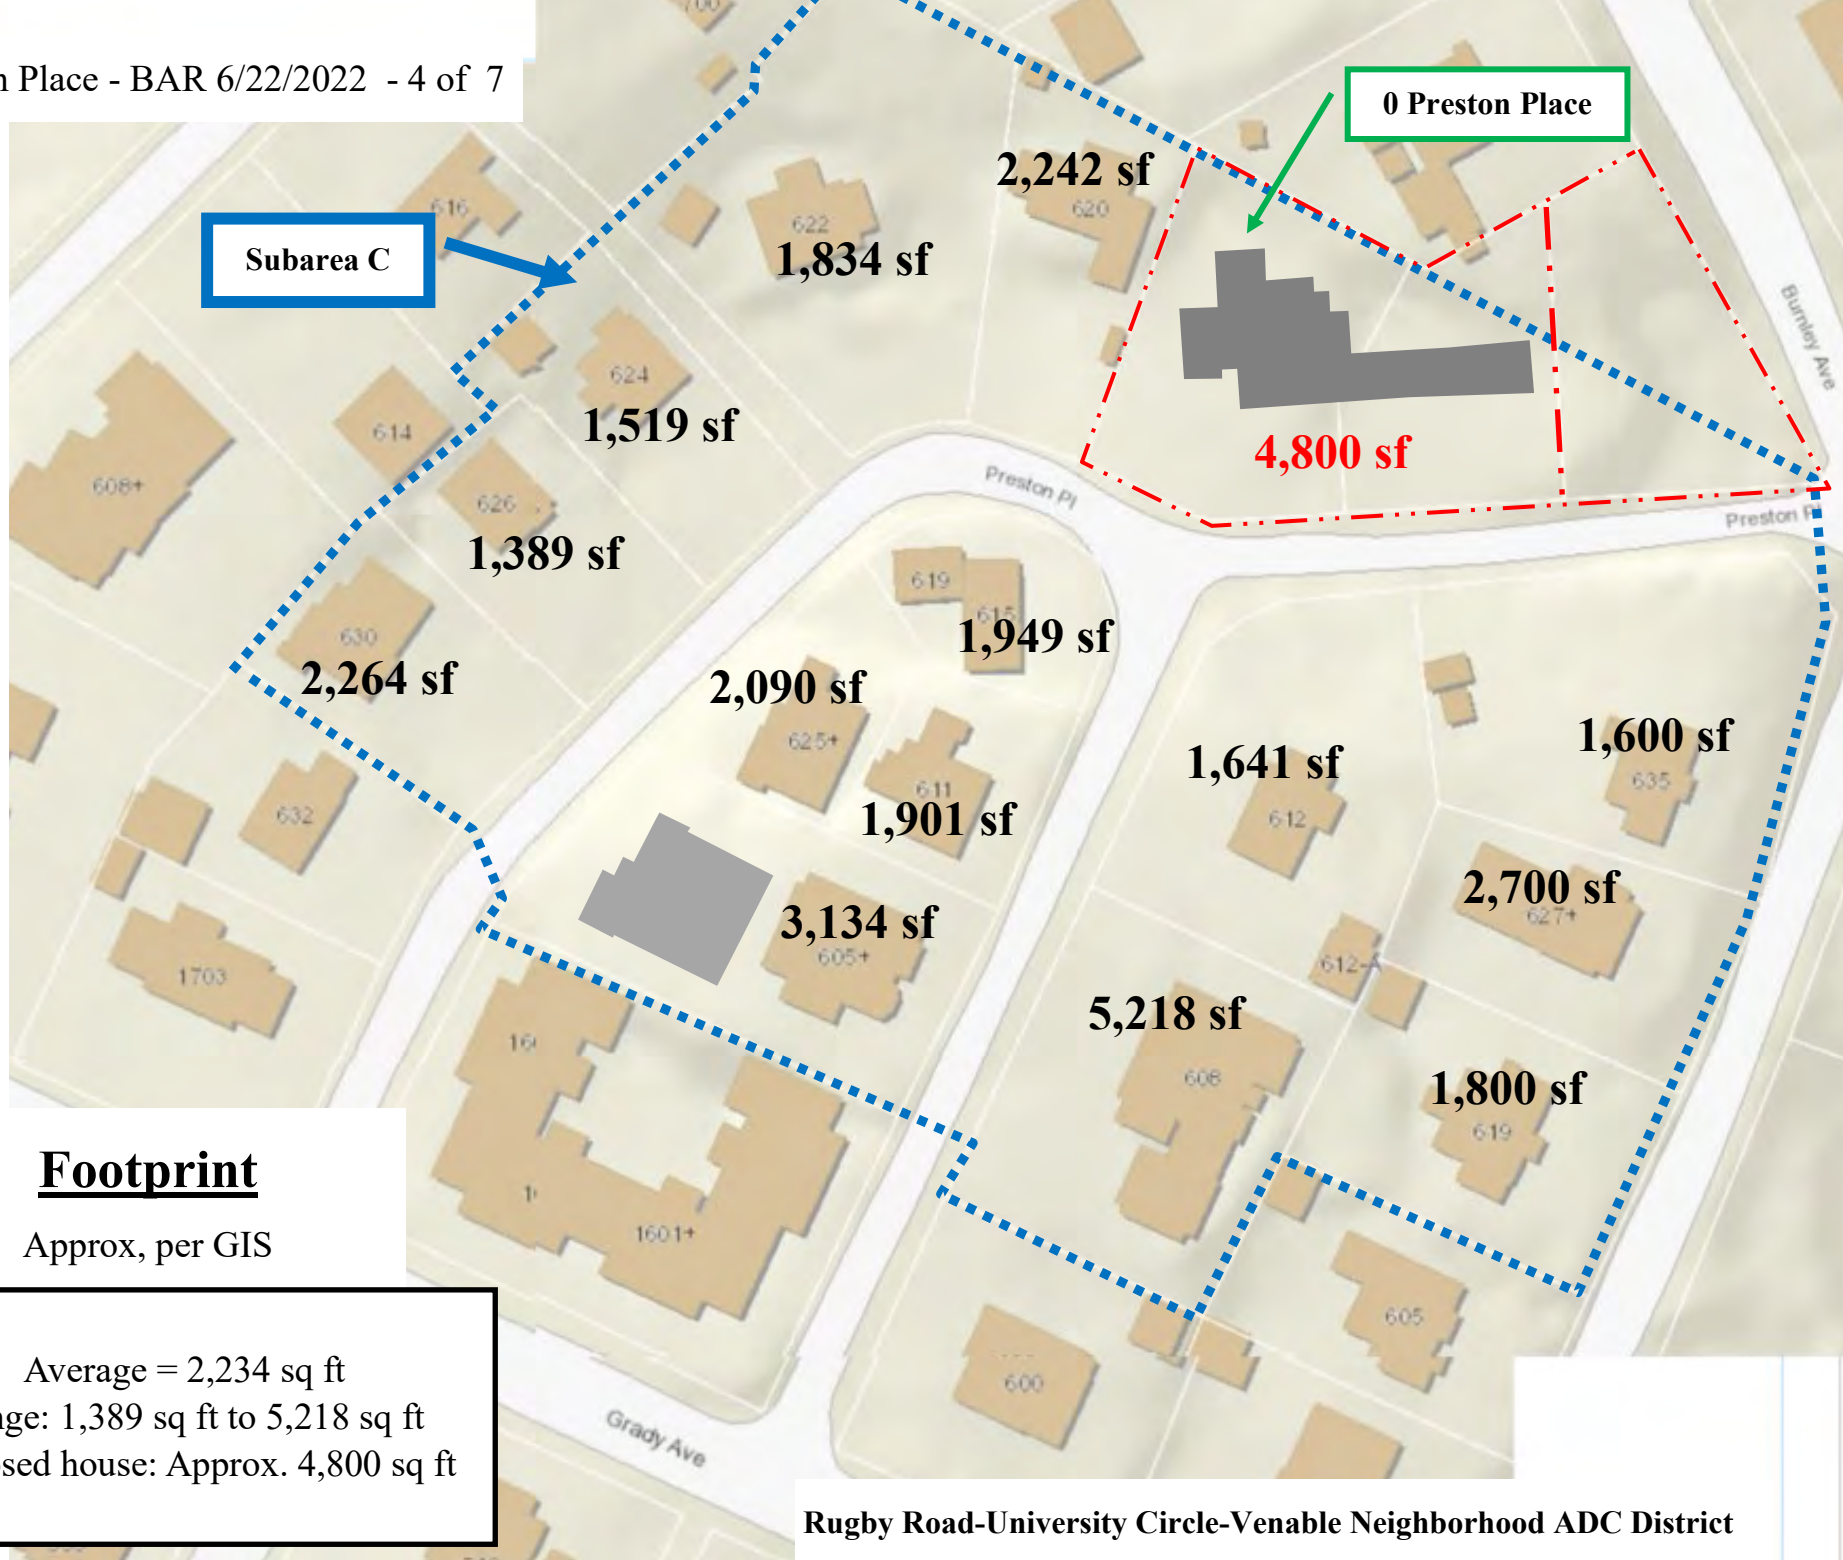 700
n Place - BAR 6/22/2022 - 4 of 7
0 Preston Place
2,242 sf
620
616
622
1,834 sf
Subarea C
Burnley Ave
624
1,519 sf
614
4,800 sf
608+
626
Preston Pl
Preston Pl
1,389 sf
619
615
1,949 sf
630
2,264 sf
2,090 sf
625+
1,600 sf
635
1,641 sf
612
611
1,901 sf
632
2,700 sf
627+
3,134 sf
605+
612-A
1703
5,218 sf
608
1,800 sf
619
160
1601+
Footprint
Approx, per GIS
605
600
Average = 2,234 sq ft
nge: 1,389 sq ft to 5,218 sq ft
sed house: Approx. 4,800 sq ft
Grady Ave
Rugby Road-University Circle-Venable Neighborhood ADC District